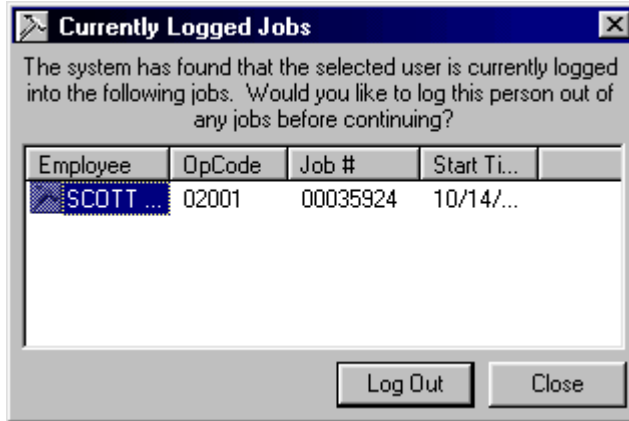 Currently Logged Jobs
The system has found that the selected user is currently logged
into the following jobs. Would you like to log this person out of
any jobs before continuing?
Employee OpCode Job # Start Ti...
SCOTT ... 02001 00035924 10/14/...
Log Out Close